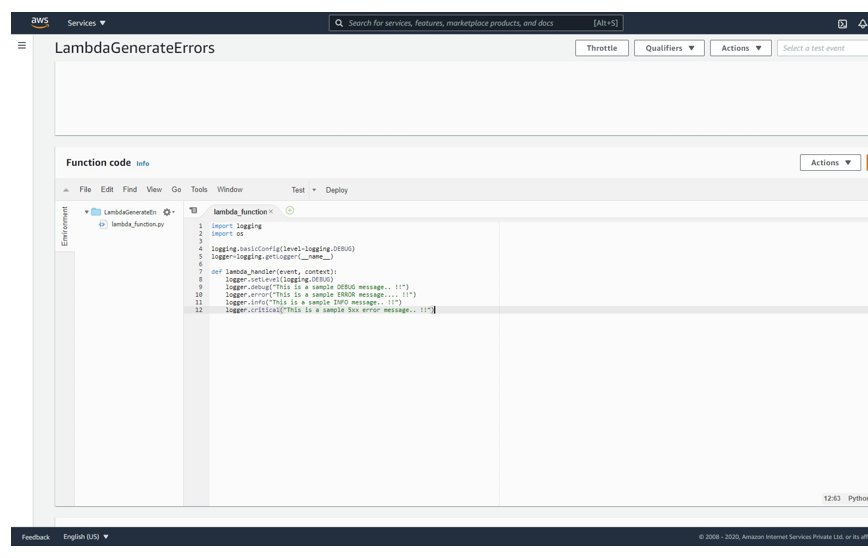 aws Services ▼ Search for services, features, marketplace products, and docs [Alt+S]
LambdaGenerateErrors Throttle Qualifiers ▼ Actions ▼ Select a test event
Function code Info Actions ▼
File Edit Find View Go Tools Window Test Deploy
Environment
LambdaGenerateEn
lambda_function.py
lambda_function ×
1 import logging
2 import os
3
4 logging.basicConfig(level=logging.DEBUG)
5 logger=logging.getLogger(__name__)
6
7 def lambda_handler(event, context):
8 logger.setLevel(logging.DEBUG)
9 logger.debug("This is a sample DEBUG message.. !!")
10 logger.error("This is a sample ERROR message.... !!")
11 logger.info("This is a sample INFO message.. !!")
12 logger.critical("This is a sample 5xx error message.. !!")
12:63 Python
Feedback English (US) ▼ © 2008 - 2020, Amazon Internet Services Private Ltd. or its aff